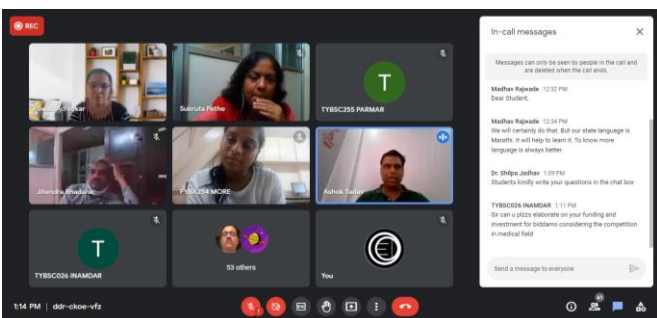 REC
In-call messages
Messages can only be seen by people in the call and
are deleted when the call ends.
Madhav Rajwade 12:32 PM
Dear Student,
Madhav Rajwade 12:34 PM
We will certainly do that. But our state language is
Marathi. It will help to learn it. To know more
language is always better.
Dr. Shilpa Jadhav 1:09 PM
Students kindly write your questions in the chat box
TYBSC026 INAMDAR 1:11 PM
Sir can u plzzs elaborate on your funding and
investment for biddamo considering the competition
in medical field
Send a message to everyone
Sukruta Pethe
T
TYBSC255 PARMAR
Jitendra Bhadane
FYBA254 MORE
Ashok Yadav
T
TYBSC026 INAMDAR
53 others
You
1:14 PM | ddr-ckoe-vfz
61